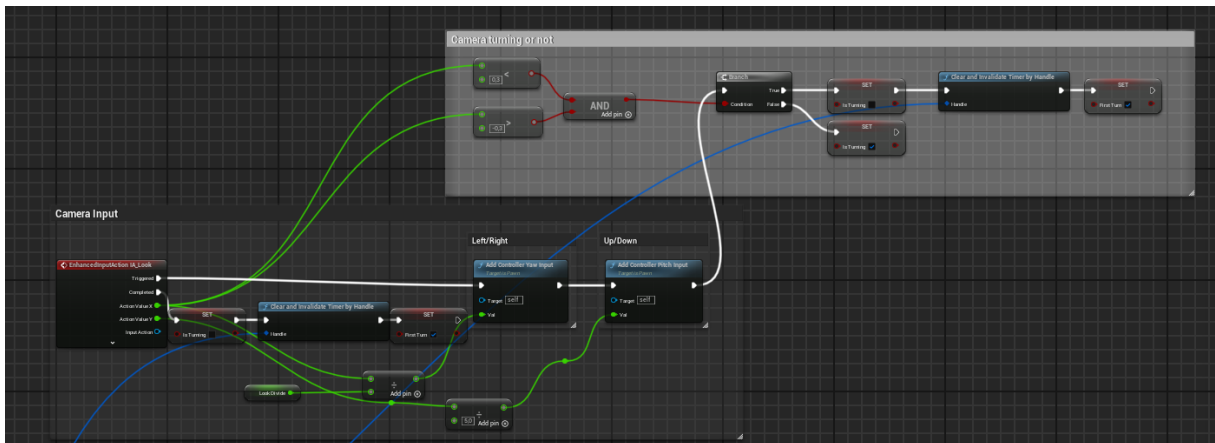 Camera turning or not
<
0,3
>
-0,3
AND
Add pin
Branch
Condition
True
False
SET
Is Turning
SET
Is Turning
Clear and Invalidate Timer by Handle
Handle
SET
First Turn
Camera Input
EnhancedInputAction IA_Look
Triggered
Completed
Action Value X
Action Value Y
Input Action
SET
Is Turning
Clear and Invalidate Timer by Handle
Handle
SET
First Turn
Left/Right
Add Controller Yaw Input
Target is Pawn
Target
self
Val
Up/Down
Add Controller Pitch Input
Target is Pawn
Target
self
Val
Look Divide
÷
Add pin
÷
5,0
Add pin